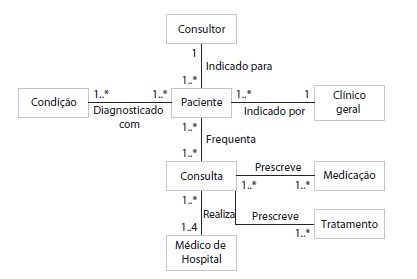 Consultor
1
Indicado para
1..*
Condição
1..*
1..*
Diagnosticado
com
Paciente
1..*
1
Indicado por
Clínico
geral
1..*
Frequenta
1..*
Consulta
Prescreve
1..*
1..*
Medicação
1..*
Realiza
1..4
Prescreve
1..*
Tratamento
Médico de
Hospital